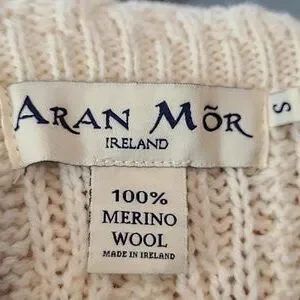 ARAN MÕR
IRELAND
S
100%
MERINO
WOOL
MADE IN IRELAND